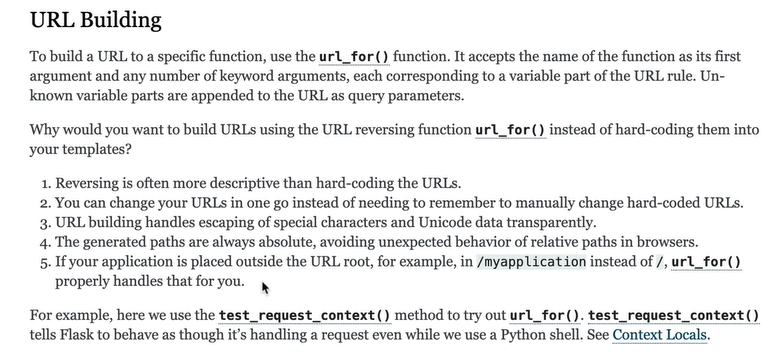 URL Building
To build a URL to a specific function, use the url_for() function. It accepts the name of the function as its first
argument and any number of keyword arguments, each corresponding to a variable part of the URL rule. Un-
known variable parts are appended to the URL as query parameters.
Why would you want to build URLs using the URL reversing function url_for() instead of hard-coding them into
your templates?
1. Reversing is often more descriptive than hard-coding the URLs.
2. You can change your URLs in one go instead of needing to remember to manually change hard-coded URLs.
3. URL building handles escaping of special characters and Unicode data transparently.
4. The generated paths are always absolute, avoiding unexpected behavior of relative paths in browsers.
5. If your application is placed outside the URL root, for example, in /myapplication instead of /, url_for()
properly handles that for you.
For example, here we use the test_request_context() method to try out url_for(). test_request_context()
tells Flask to behave as though it’s handling a request even while we use a Python shell. See Context Locals.